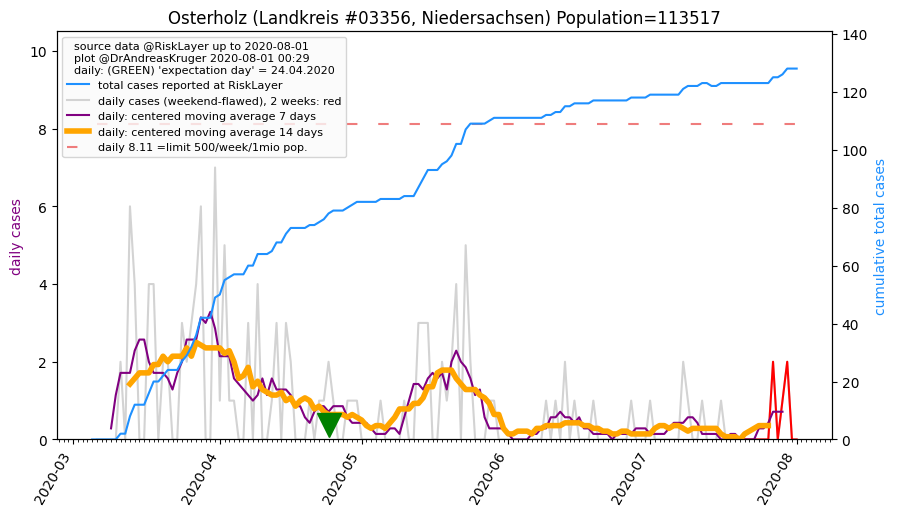 Osterholz (Landkreis #03356, Niedersachsen) Population=113517
source data @RiskLayer up to 2020-08-01
plot @DrAndreasKruger 2020-08-01 00:29
daily: (GREEN) 'expectation day' = 24.04.2020
total cases reported at RiskLayer
daily cases (weekend-flawed), 2 weeks: red
daily: centered moving average 7 days
daily: centered moving average 14 days
daily 8.11 =limit 500/week/1mio pop.
daily cases
10
8
6
4
2
0
cumulative total cases
140
120
100
80
60
40
20
0
2020-03
2020-04
2020-05
2020-06
2020-07
2020-08